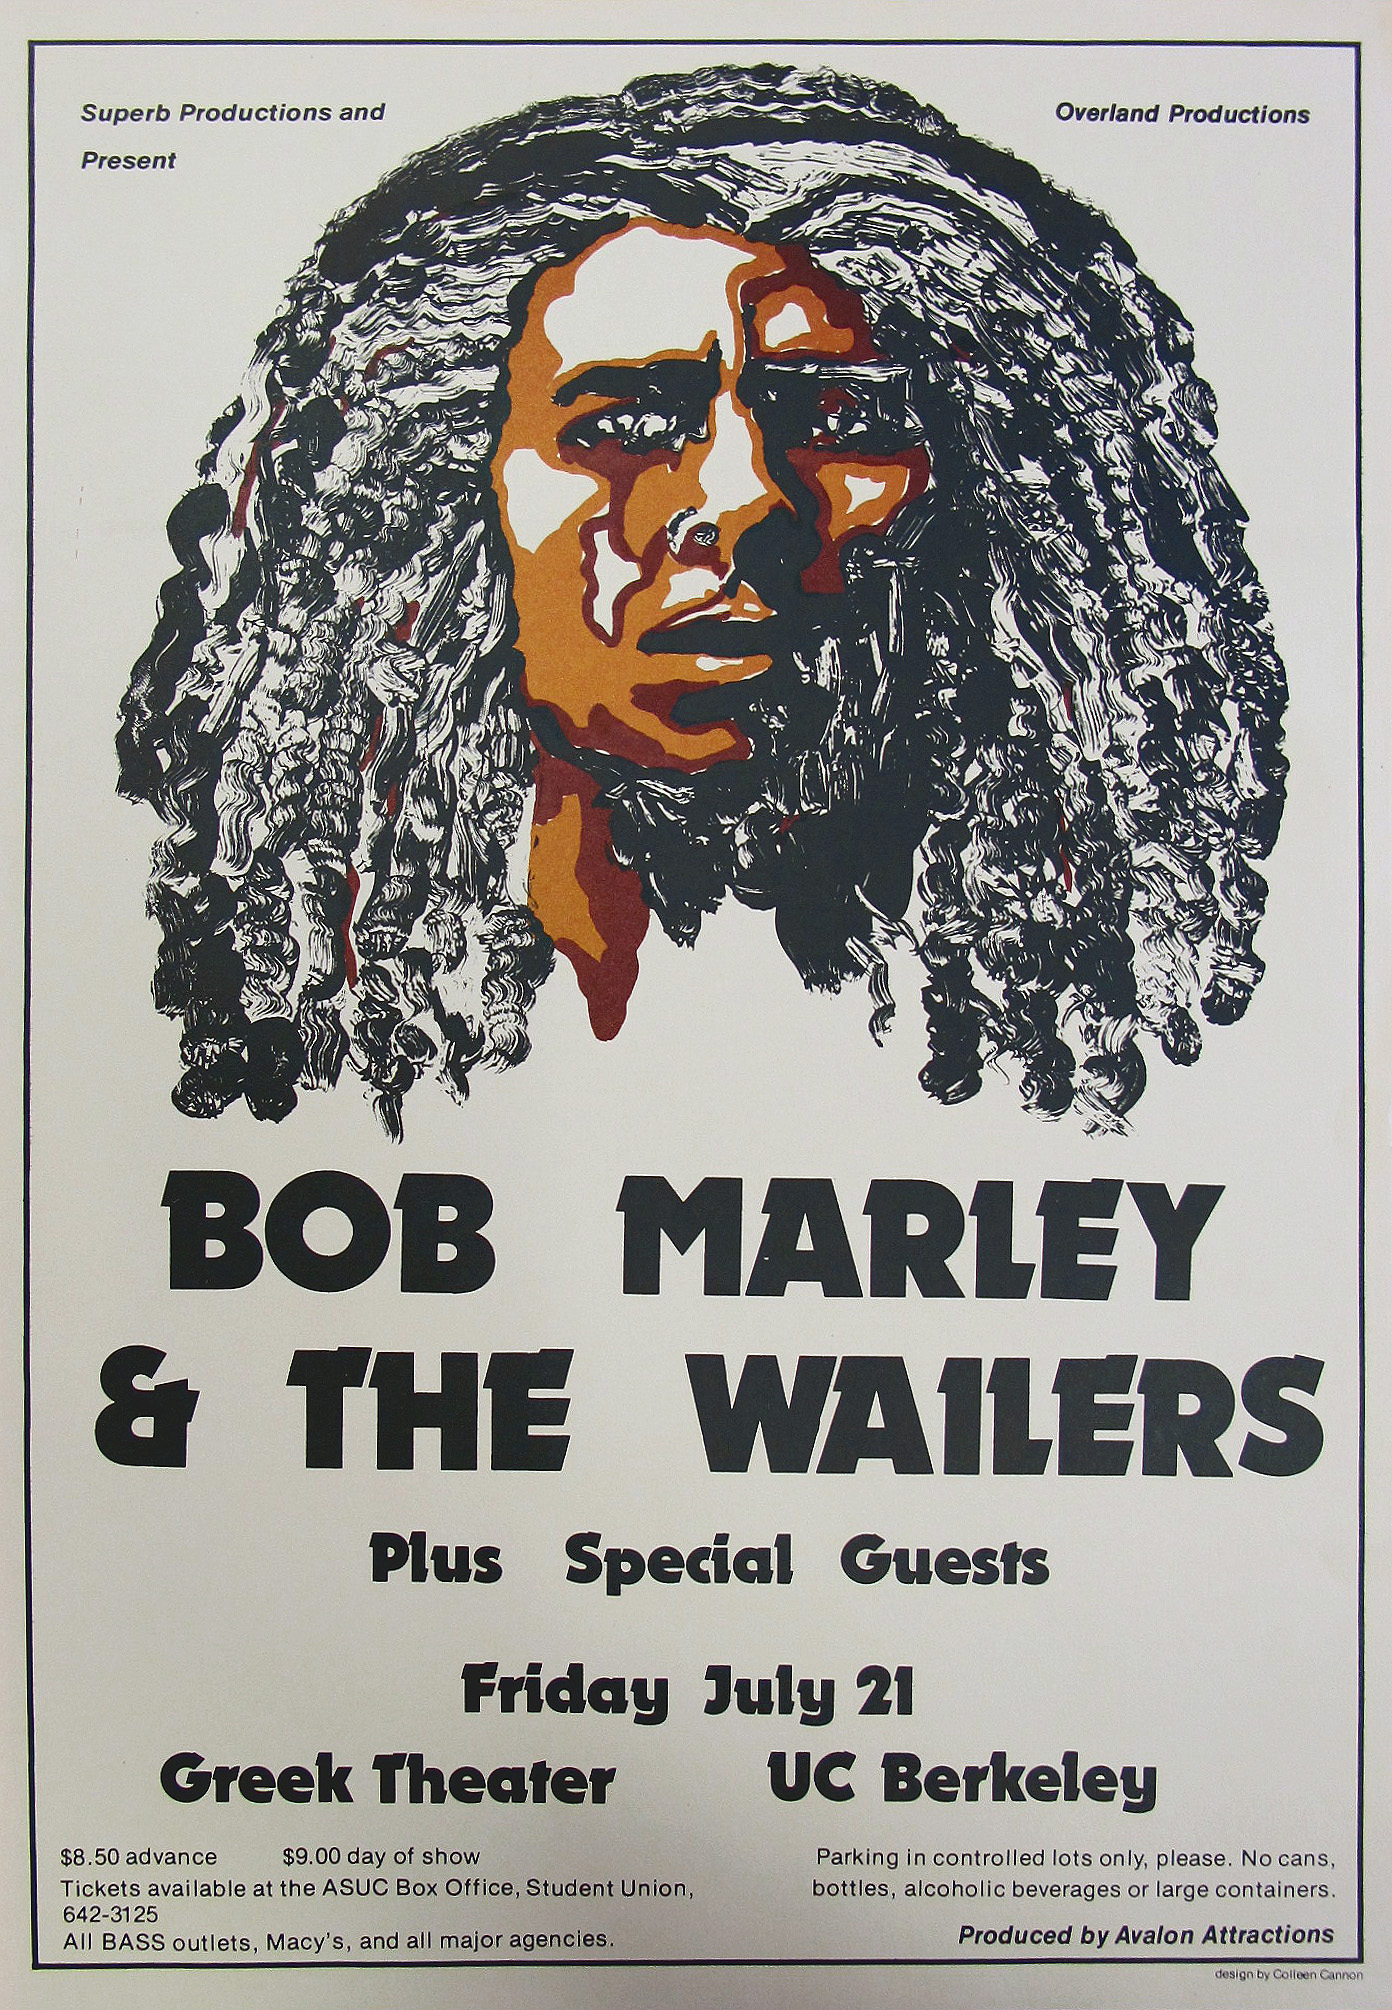 Superb Productions and
Overland Productions
Present
BOB MARLEY
& THE WAILERS
Plus Special Guests
Friday July 21
Greek Theater UC Berkeley
$8.50 advance $9.00 day of show
Tickets available at the ASUC Box Office, Student Union,
642-3125
All BASS outlets, Macy's, and all major agencies.
Parking in controlled lots only, please. No cans,
bottles, alcoholic beverages or large containers.
Produced by Avalon Attractions
design by Colleen Cannon